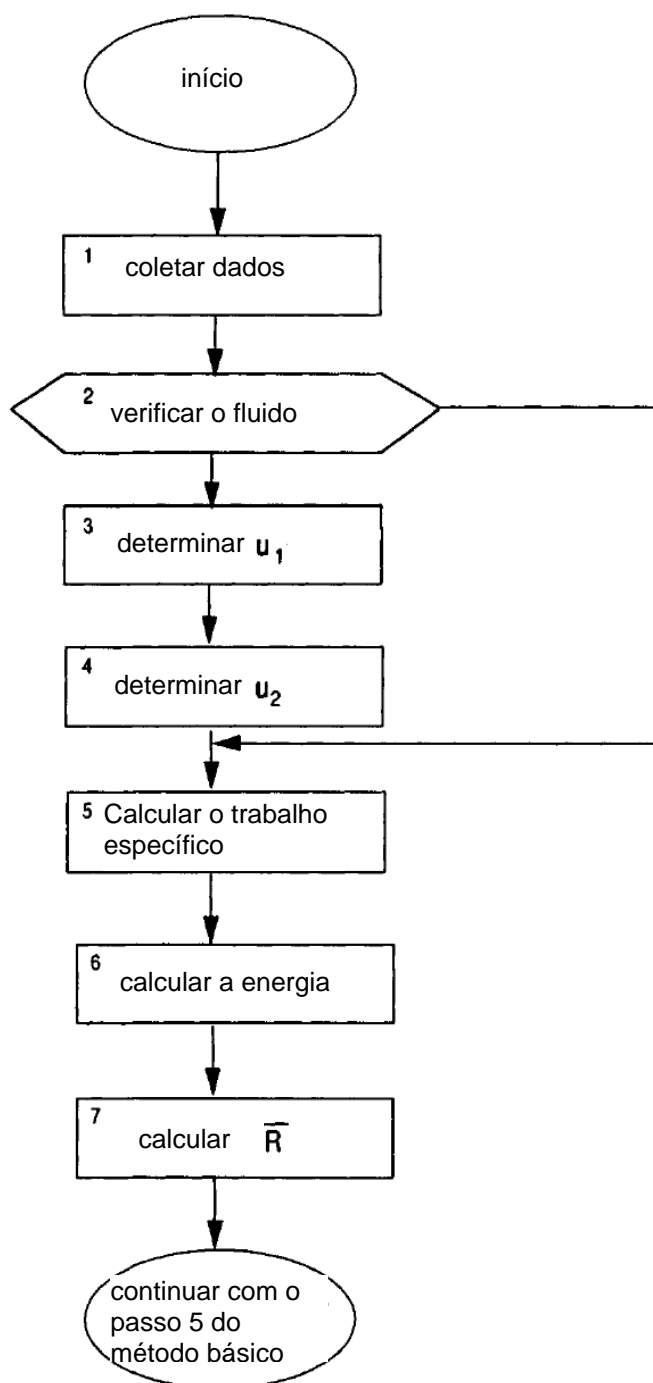 início
1 coletar dados
2 verificar o fluido
3 determinar u₁
4 determinar u₂
5 Calcular o trabalho
específico
6 calcular a energia
7 calcular R̅
continuar com o
passo 5 do
método básico